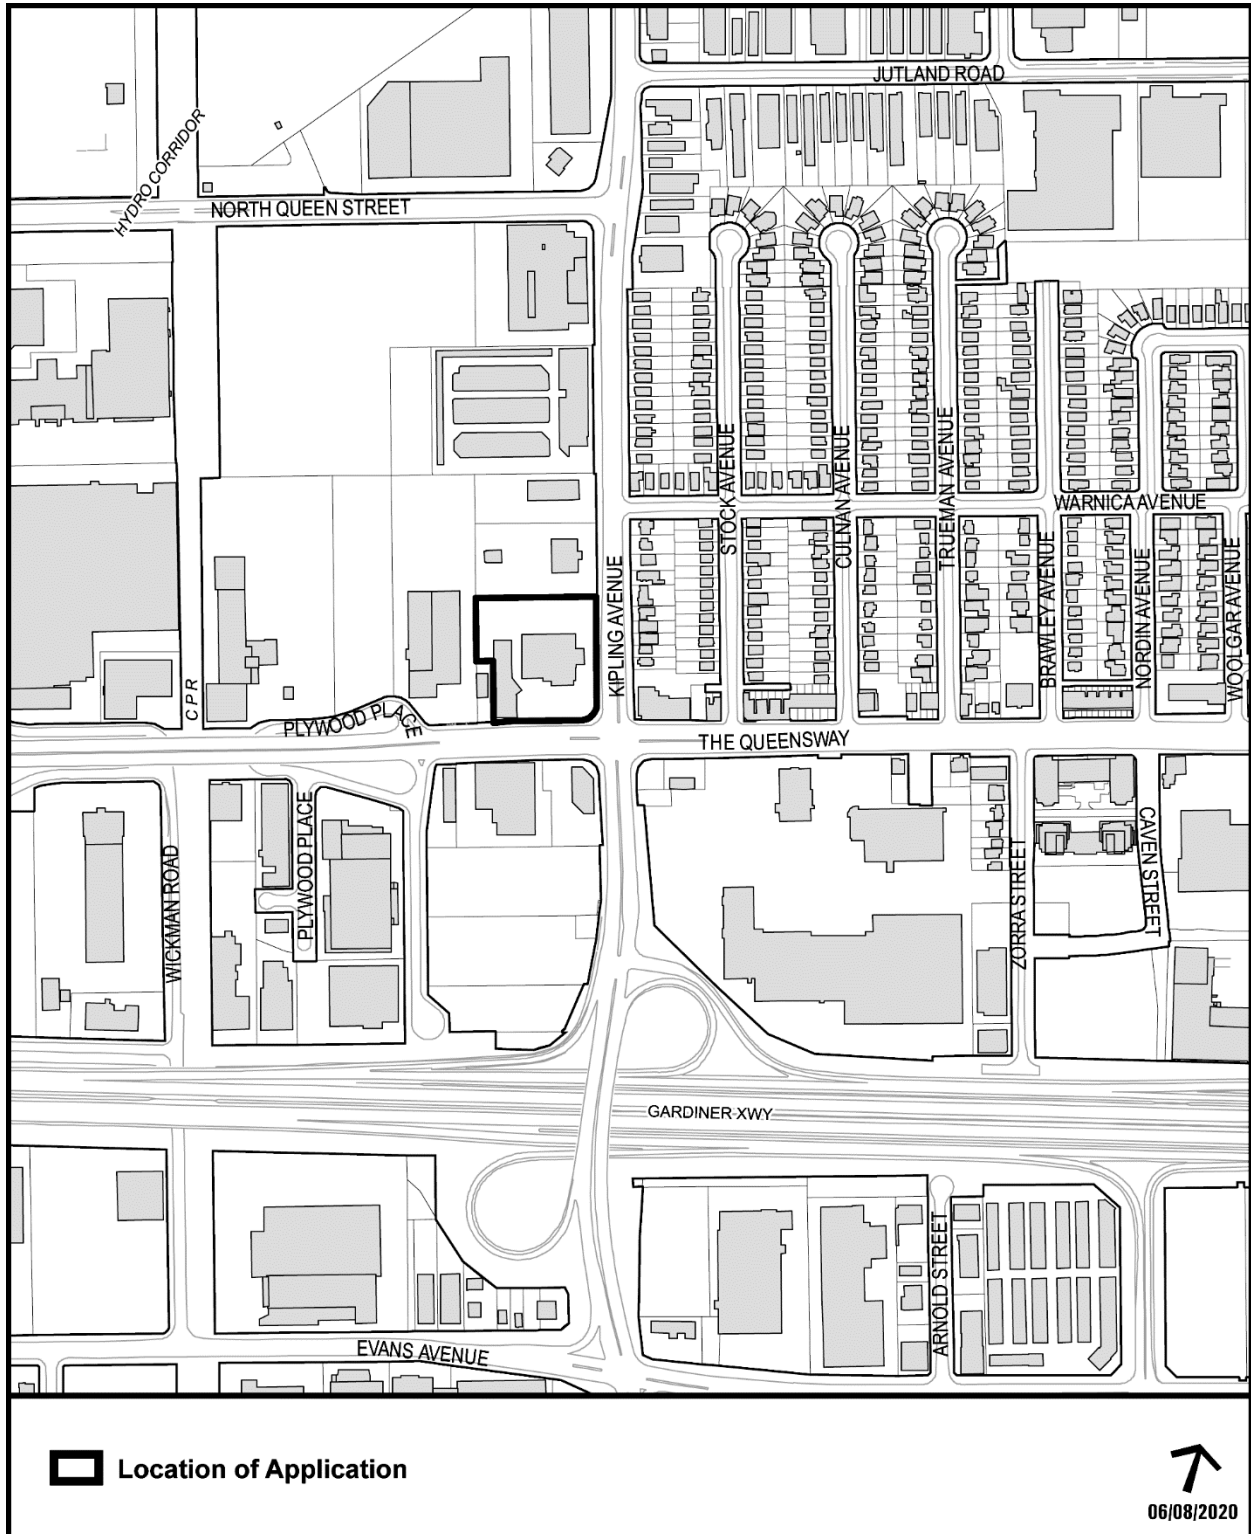 JUTLAND ROAD
HYDRO CORRIDOR
NORTH QUEEN STREET
STOCK AVENUE
CULNAN AVENUE
TRUEMAN AVENUE
WARNICA AVENUE
KIPLING AVENUE
BRAWLEY AVENUE
NORDIN AVENUE
WOOLGAR AVENUE
CPR
PLYWOOD PLACE
THE QUEENSWAY
WICKMAN ROAD
PLYWOOD PLACE
ZORRA STREET
CAVEN STREET
GARDINER XWY
ARNOLD STREET
EVANS AVENUE
Location of Application
06/08/2020